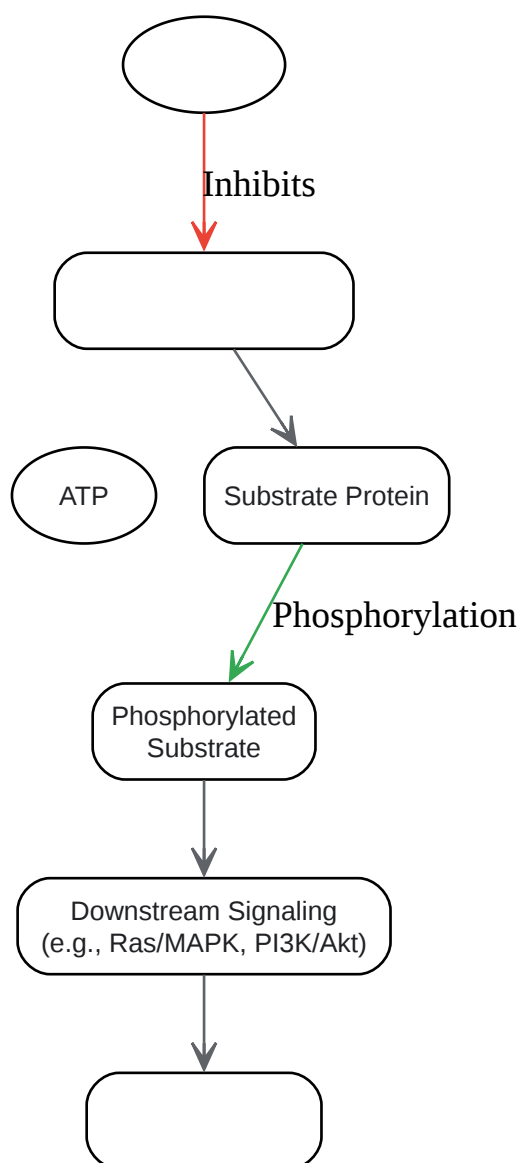 Inhibits
ATP
Substrate Protein
Phosphorylation
Phosphorylated
Substrate
Downstream Signaling
(e.g., Ras/MAPK, PI3K/Akt)